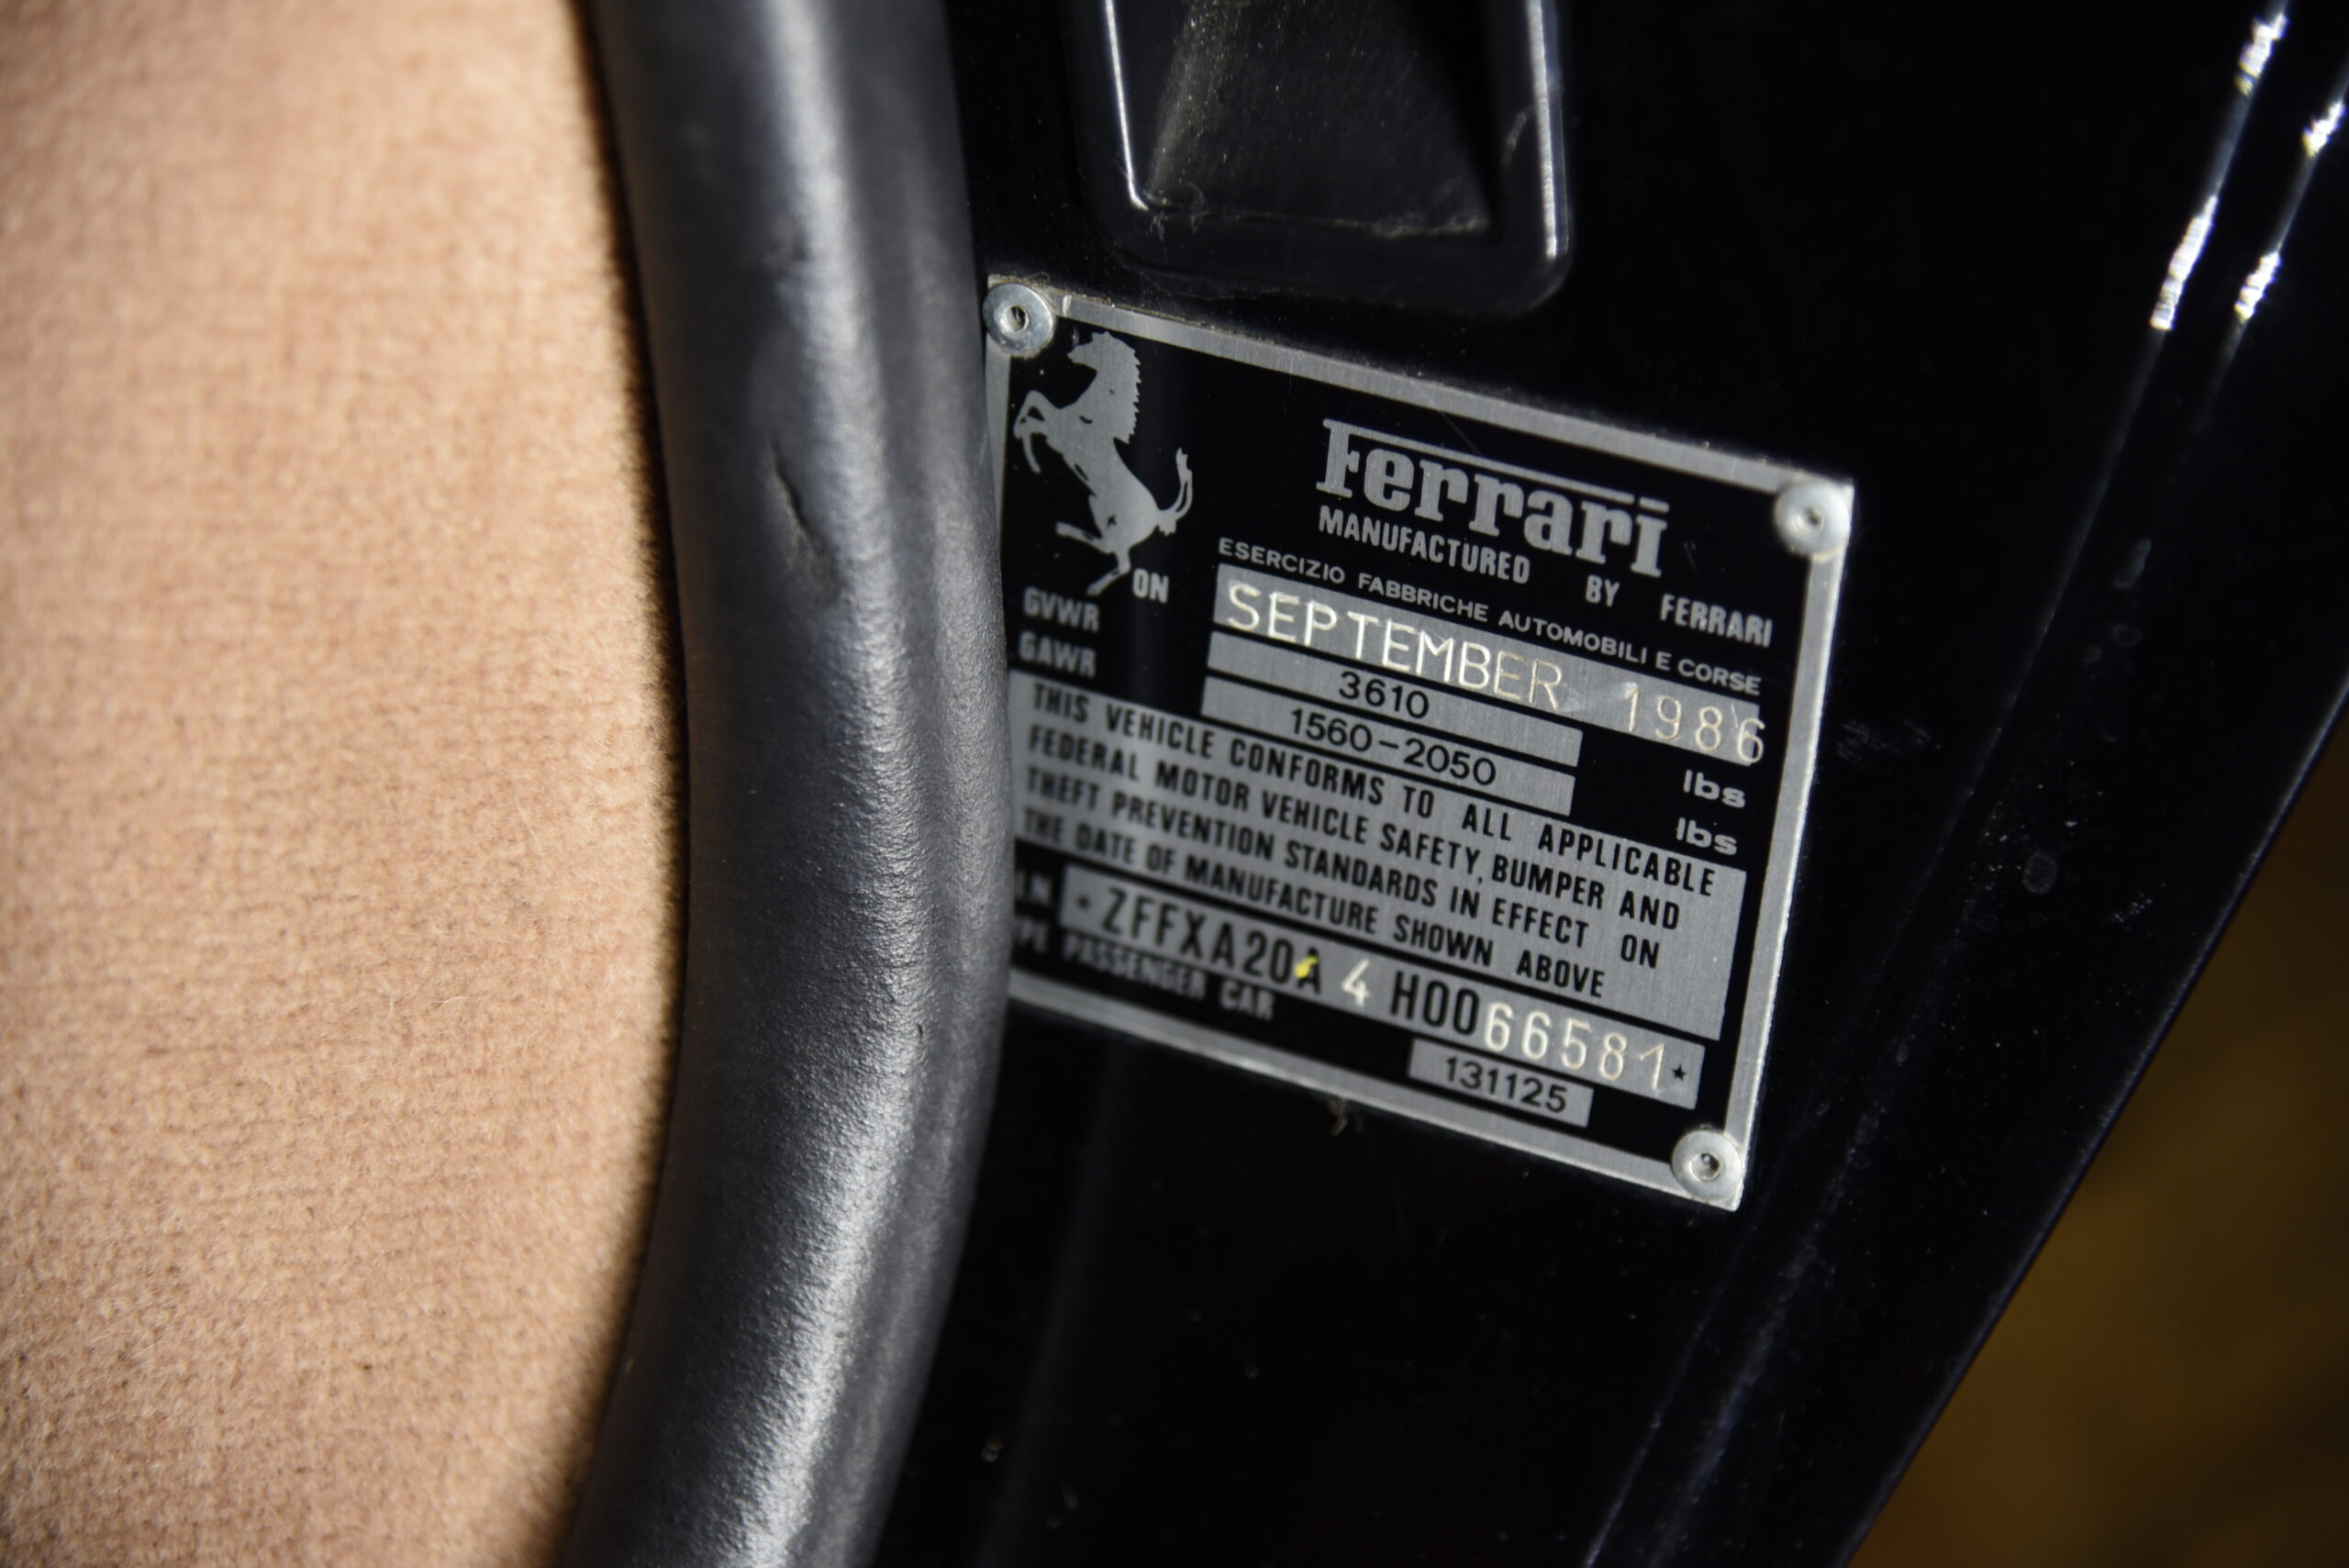 Ferrari
MANUFACTURED BY FERRARI
ESERCIZIO FABBRICHE AUTOMOBILI E CORSE
ON SEPTEMBER 1986
GVWR 3610 lbs
GAWR 1560-2050 lbs
THIS VEHICLE CONFORMS TO ALL APPLICABLE
FEDERAL MOTOR VEHICLE SAFETY, BUMPER AND
THEFT PREVENTION STANDARDS IN EFFECT ON
THE DATE OF MANUFACTURE SHOWN ABOVE
* ZFFXA20A 4 H0066581 *
PASSENGER CAR 131125